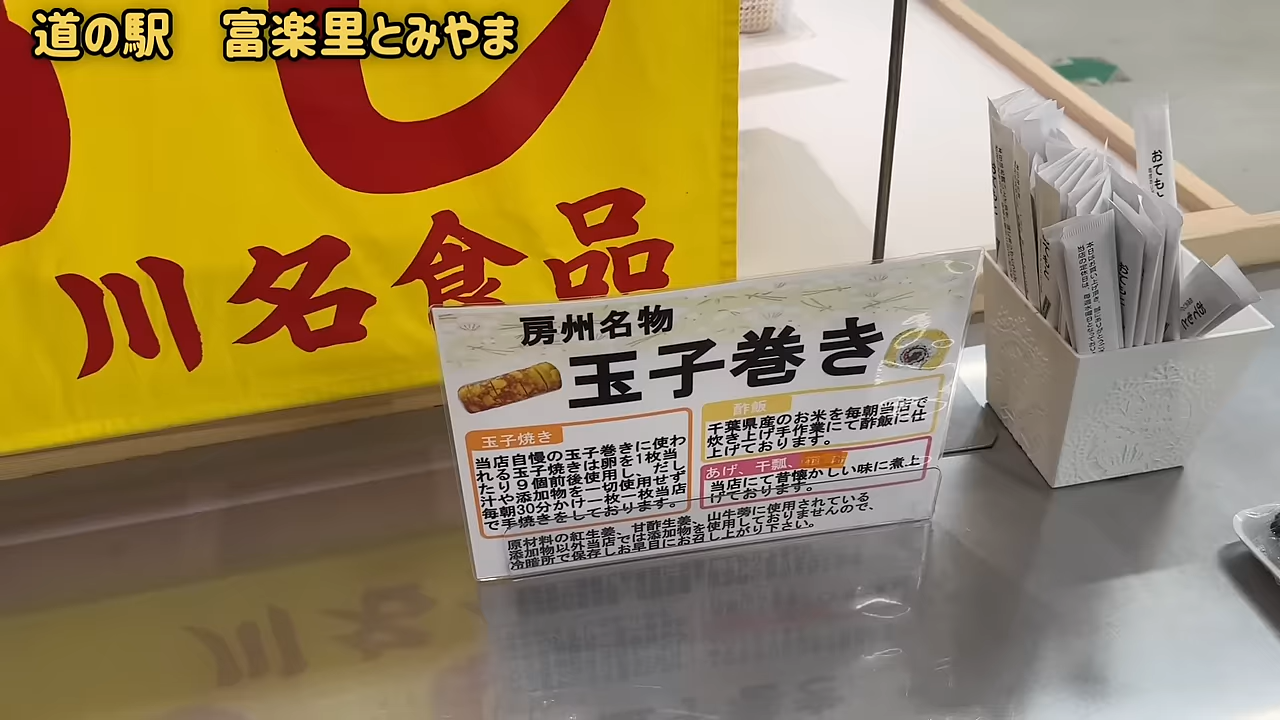 道の駅 富楽里とみやま
し
川名食品
房州名物
玉子巻き
玉子焼き
当店自慢の玉子巻きに使わ
れる玉子焼きは卵を1枚当
たり9個前後使用し、だし
汁や添加物を一切使用せず
毎朝30分かけ一枚一枚当店
で手焼きをしております。
酢飯
千葉県産のお米を毎朝当店で
炊き上げ手作業にて酢飯に仕
上げております。
あげ、干瓢、
当店にて昔懐かしい味に煮上
げております。
原材料の紅生姜、甘酢生姜、山牛蒡に使用されている
添加物以外当店では添加物を使用しておりませんので、
冷暗所で保存しお早目にお召し上がり下さい。
おても